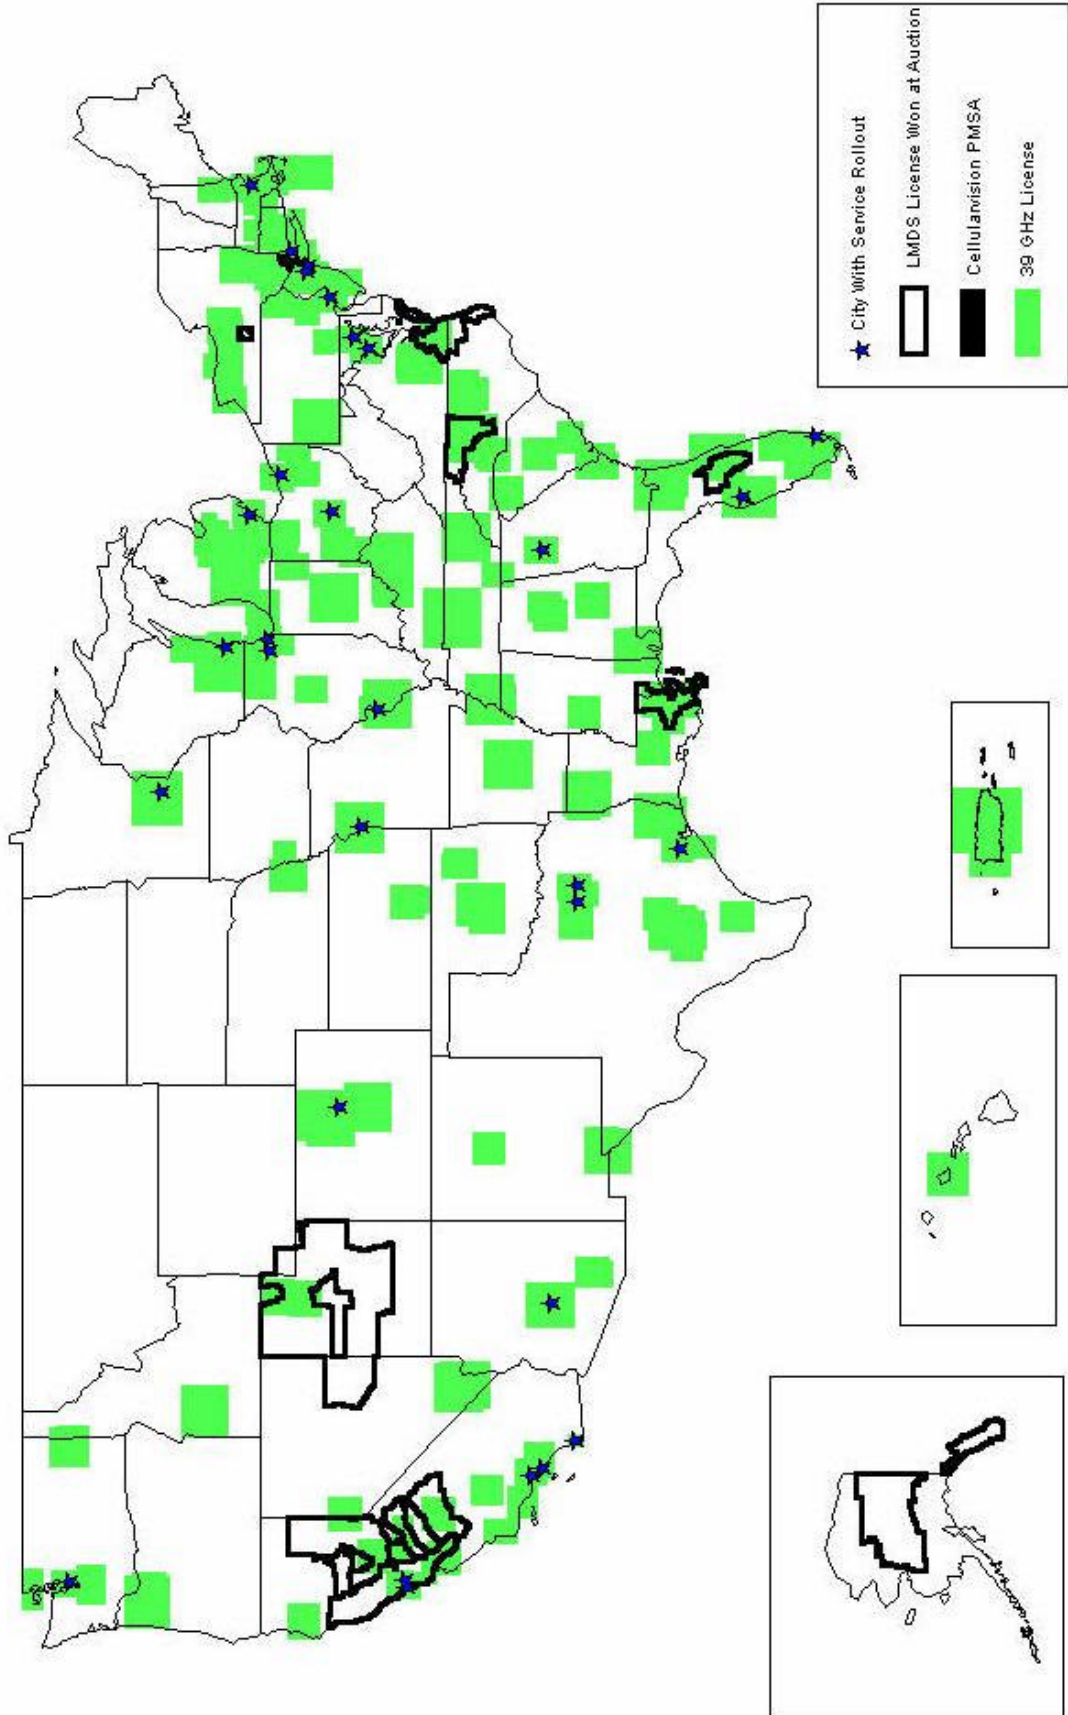 City With Service Rollout
LMDS License Won at Auction
Cellularvision PMSA
39 GHz License